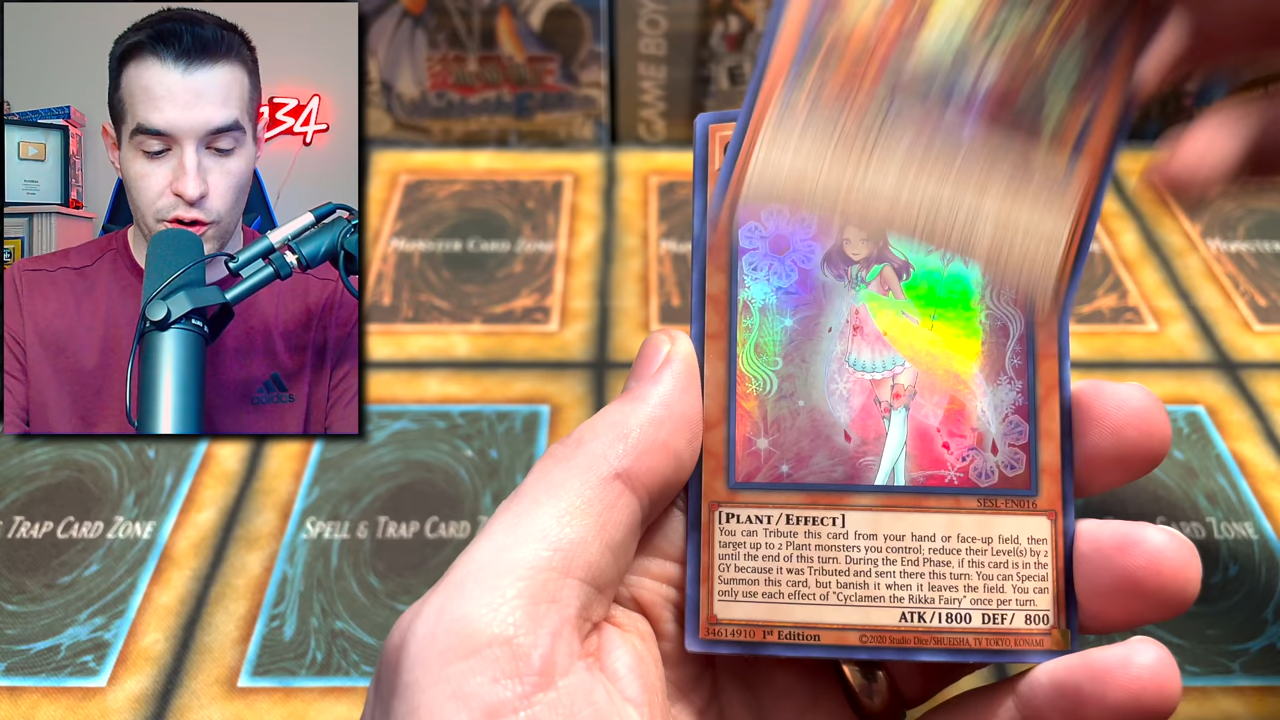 934
adidas
GAME BOY
MONSTER CARD ZONE
TRAP CARD ZONE
SPELL & TRAP CARD Z
CARD ZONE
SESL-EN016
[PLANT/EFFECT]
You can Tribute this card from your hand or face-up field, then
target up to 2 Plant monsters you control; reduce their Level(s) by 2
until the end of this turn. During the End Phase, if this card is in the
GY because it was Tributed and sent there this turn: You can Special
Summon this card, but banish it when it leaves the field. You can
only use each effect of "Cyclamen the Rikka Fairy" once per turn.
ATK/1800 DEF/ 800
34614910 1st Edition
©2020 Studio Dice/SHUEISHA, TV TOKYO, KONAMI